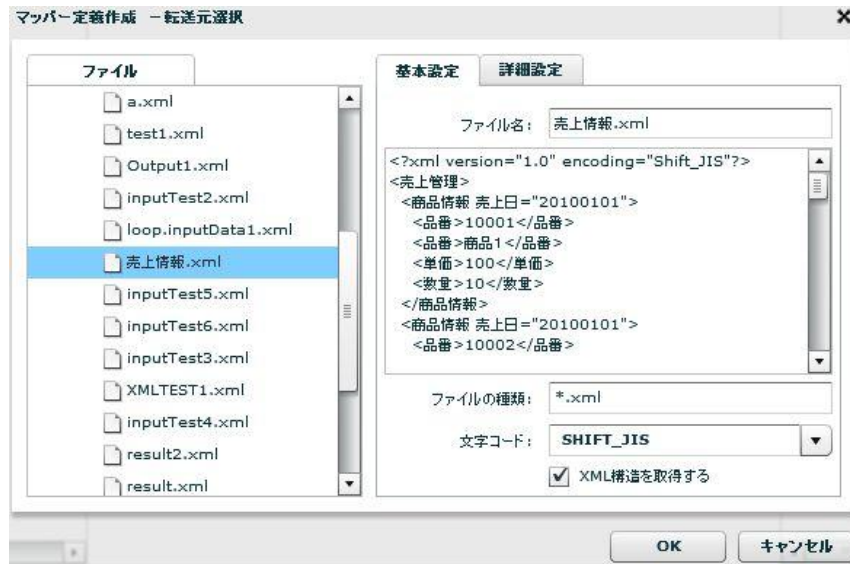 マッパー定義作成 －転送元選択
ファイル
a.xml
test1.xml
Output1.xml
inputTest2.xml
loop.inputData1.xml
売上情報.xml
inputTest5.xml
inputTest6.xml
inputTest3.xml
XMLTEST1.xml
inputTest4.xml
result2.xml
result.xml
基本設定 詳細設定
ファイル名： 売上情報.xml
<?xml version="1.0" encoding="Shift_JIS"?>
<売上管理>
<商品情報 売上日="20100101">
<品番>10001</品番>
<品番>商品1</品番>
<単価>100</単価>
<数量>10</数量>
</商品情報>
<商品情報 売上日="20100101">
<品番>10002</品番>
ファイルの種類： *.xml
文字コード： SHIFT_JIS
XML構造を取得する
OK キャンセル